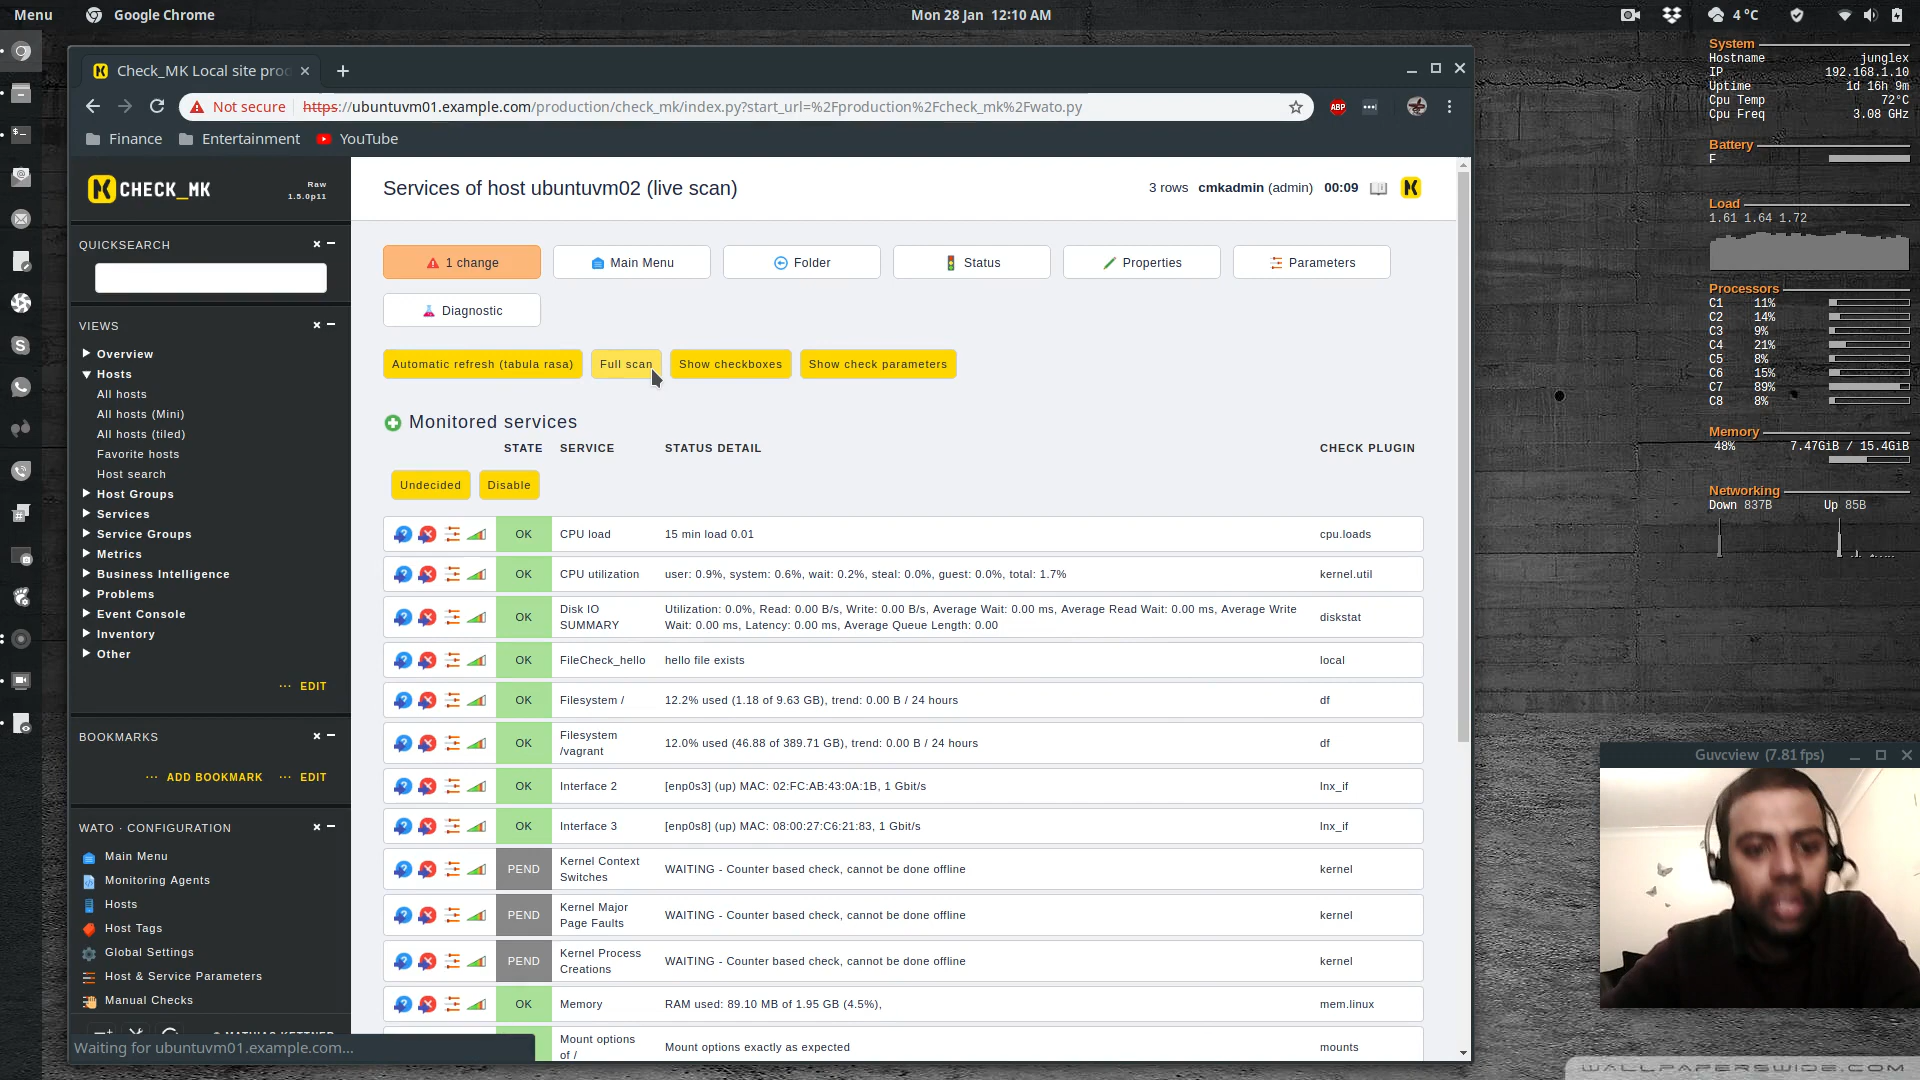 Menu Google Chrome Mon 28 Jan 12:10 AM 4 °C
Check_MK Local site pro
Not secure https://ubuntuvm01.example.com/production/check_mk/index.py?start_url=%2Fproduction%2Fcheck_mk%2Fwato.py
ABP
Finance Entertainment YouTube
CHECK_MK Raw
1.5.0p11
QUICKSEARCH
VIEWS
Overview
Hosts
All hosts
All hosts (Mini)
All hosts (tiled)
Favorite hosts
Host search
Host Groups
Services
Service Groups
Metrics
Business Intelligence
Problems
Event Console
Inventory
Other
EDIT
BOOKMARKS
ADD BOOKMARK EDIT
WATO · CONFIGURATION
Main Menu
Monitoring Agents
Hosts
Host Tags
Global Settings
Host & Service Parameters
Manual Checks
© MATHIAS KETTNER
Waiting for ubuntuvm01.example.com...
Services of host ubuntuvm02 (live scan)
3 rows cmkadmin (admin) 00:09
1 change Main Menu Folder Status Properties Parameters
Diagnostic
Automatic refresh (tabula rasa) Full scan Show checkboxes Show check parameters
Monitored services
STATE SERVICE STATUS DETAIL CHECK PLUGIN
Undecided Disable
OK CPU load 15 min load 0.01 cpu.loads
OK CPU utilization user: 0.9%, system: 0.6%, wait: 0.2%, steal: 0.0%, guest: 0.0%, total: 1.7% kernel.util
OK Disk IO SUMMARY Utilization: 0.0%, Read: 0.00 B/s, Write: 0.00 B/s, Average Wait: 0.00 ms, Average Read Wait: 0.00 ms, Average Write
Wait: 0.00 ms, Latency: 0.00 ms, Average Queue Length: 0.00 diskstat
OK FileCheck_hello hello file exists local
OK Filesystem / 12.2% used (1.18 of 9.63 GB), trend: 0.00 B / 24 hours df
OK Filesystem /vagrant 12.0% used (46.88 of 389.71 GB), trend: 0.00 B / 24 hours df
OK Interface 2 [enp0s3] (up) MAC: 02:FC:AB:43:0A:1B, 1 Gbit/s lnx_if
OK Interface 3 [enp0s8] (up) MAC: 08:00:27:C6:21:83, 1 Gbit/s lnx_if
PEND Kernel Context Switches WAITING - Counter based check, cannot be done offline kernel
PEND Kernel Major Page Faults WAITING - Counter based check, cannot be done offline kernel
PEND Kernel Process Creations WAITING - Counter based check, cannot be done offline kernel
OK Memory RAM used: 89.10 MB of 1.95 GB (4.5%), mem.linux
Mount options of / Mount options exactly as expected mounts
System
Hostname junglex
IP 192.168.1.10
Uptime 1d 16h 9m
Cpu Temp 72°C
Cpu Freq 3.08 GHz
Battery
F
Load
1.61 1.64 1.72
Processors
C1 11%
C2 14%
C3 9%
C4 21%
C5 8%
C6 15%
C7 89%
C8 8%
Memory
48% 7.47GiB / 15.4GiB
Networking
Down 837B Up 85B
Guvcview (7.81 fps)
WALLPAPERSWIDE.COM